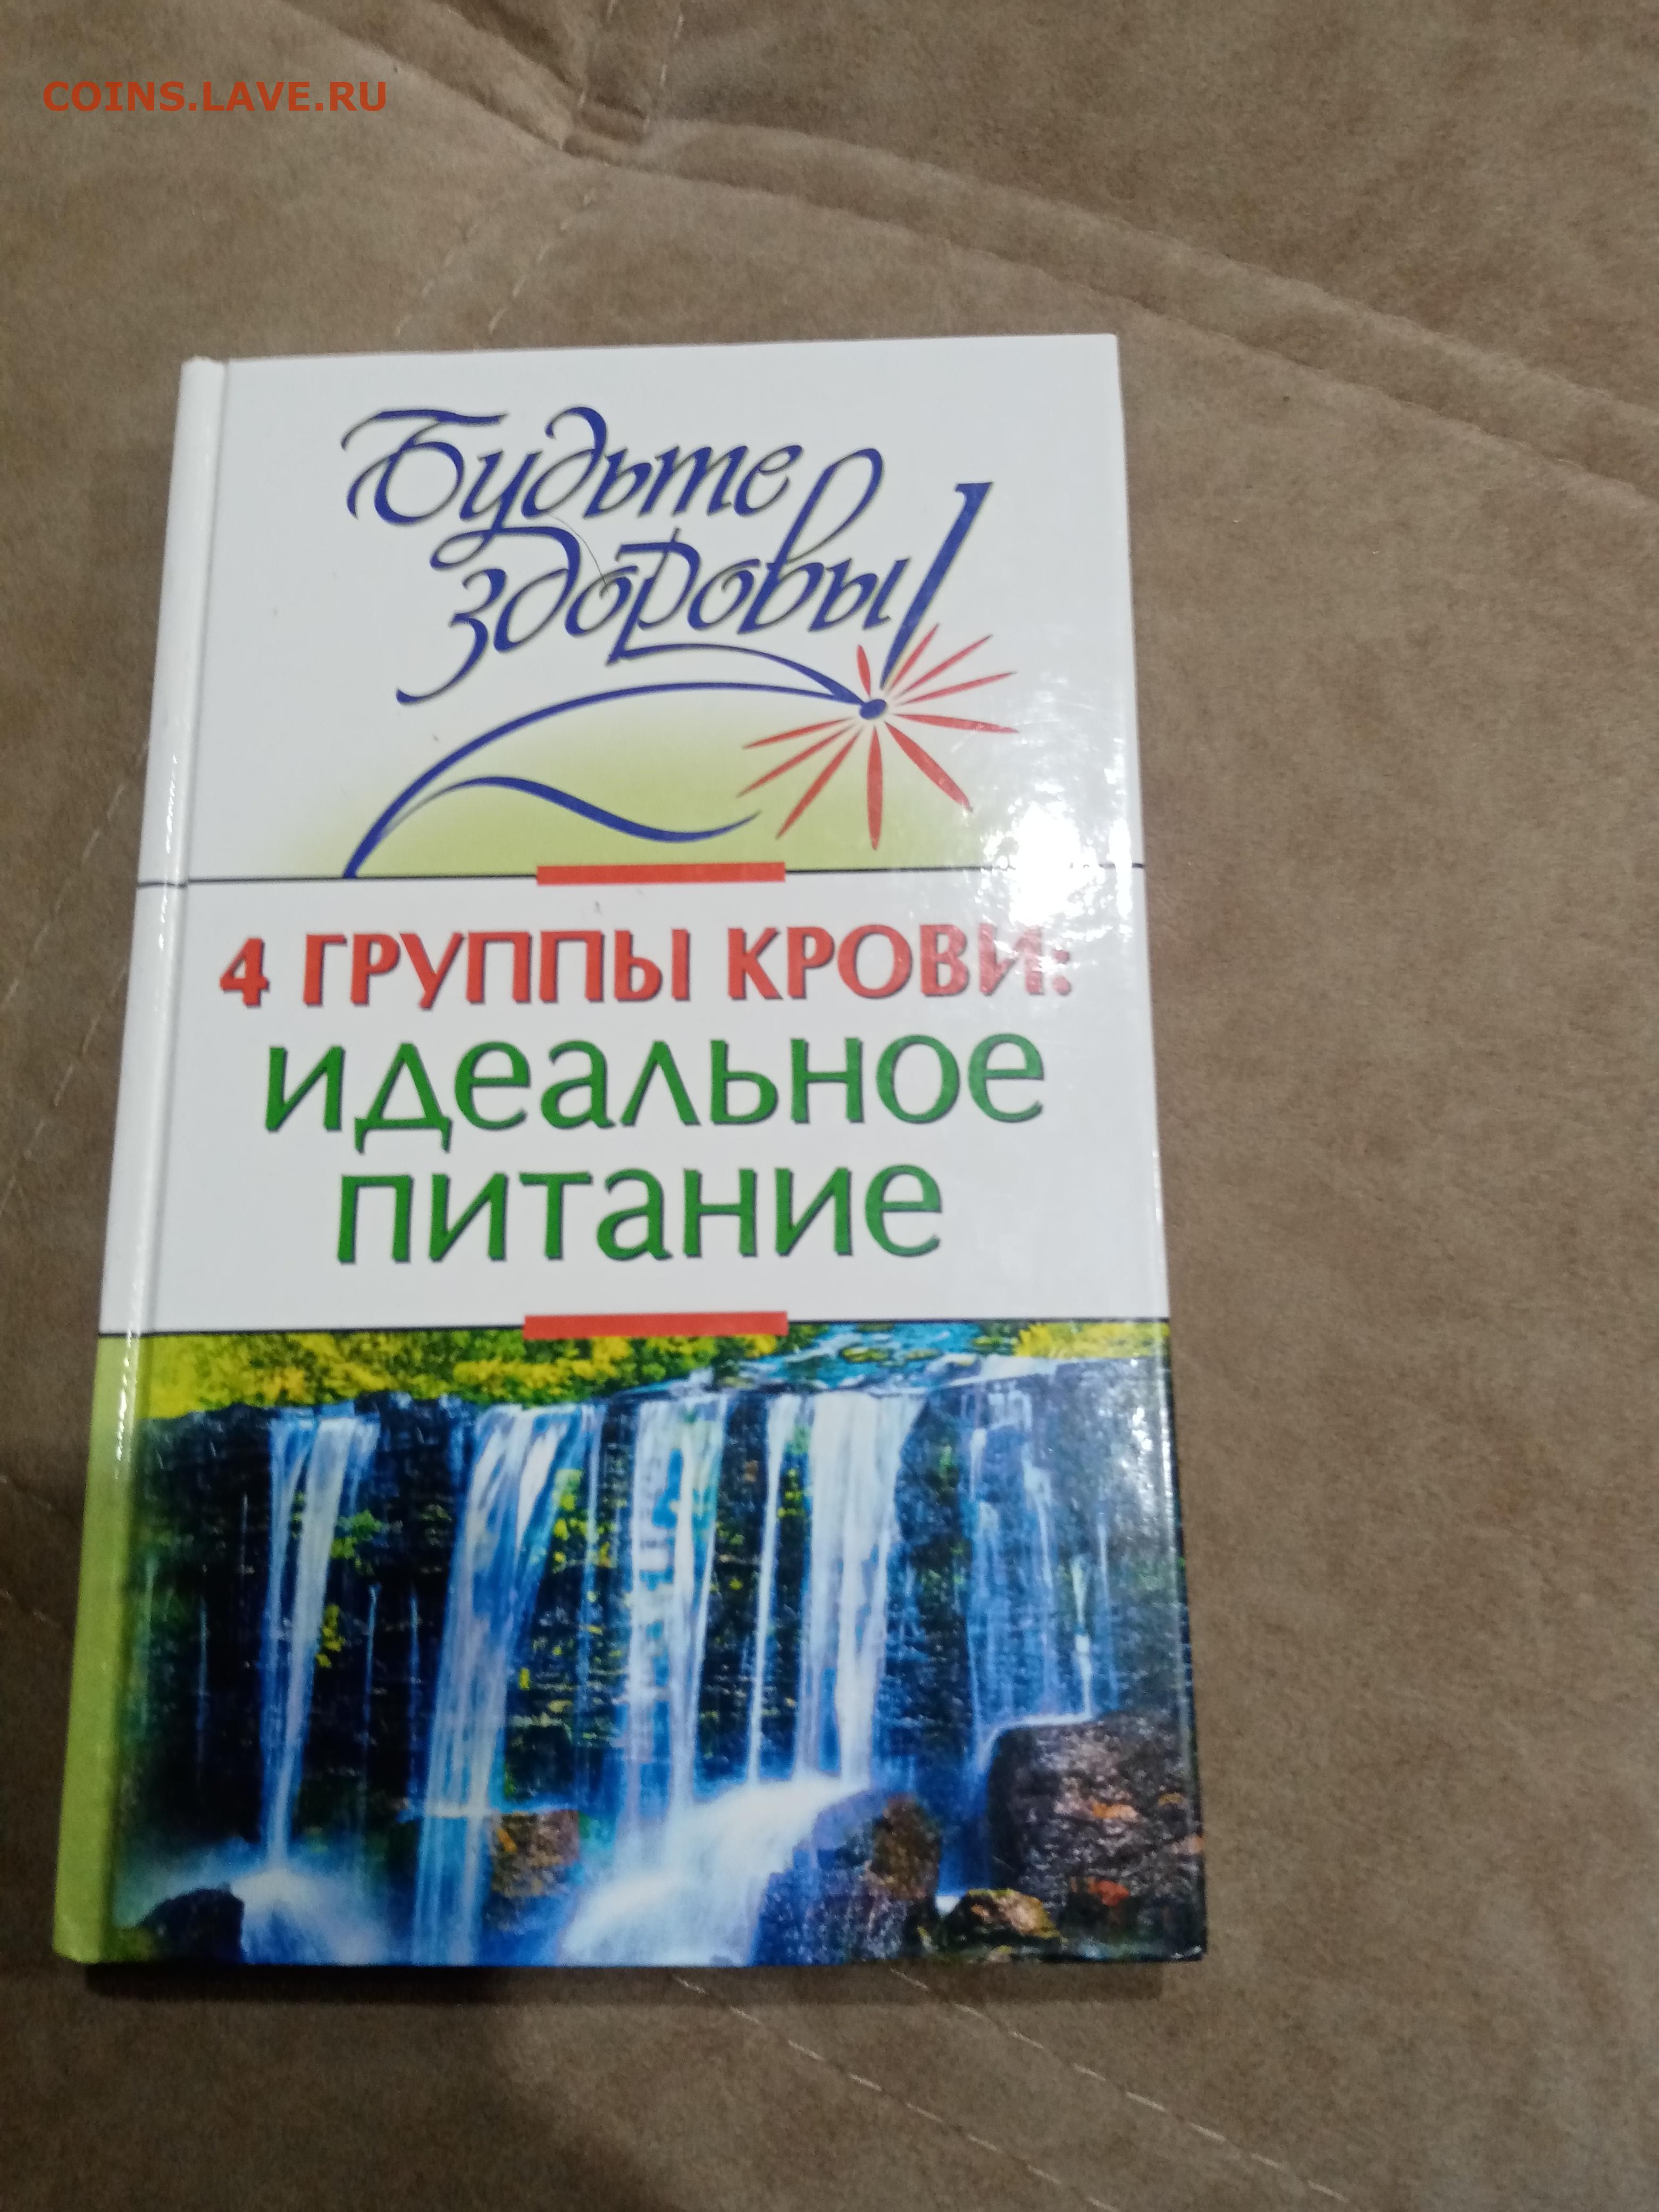 COINS.LAVE.RU
Будьте
здоровы!
4 ГРУППЫ КРОВИ:
идеальное
питание